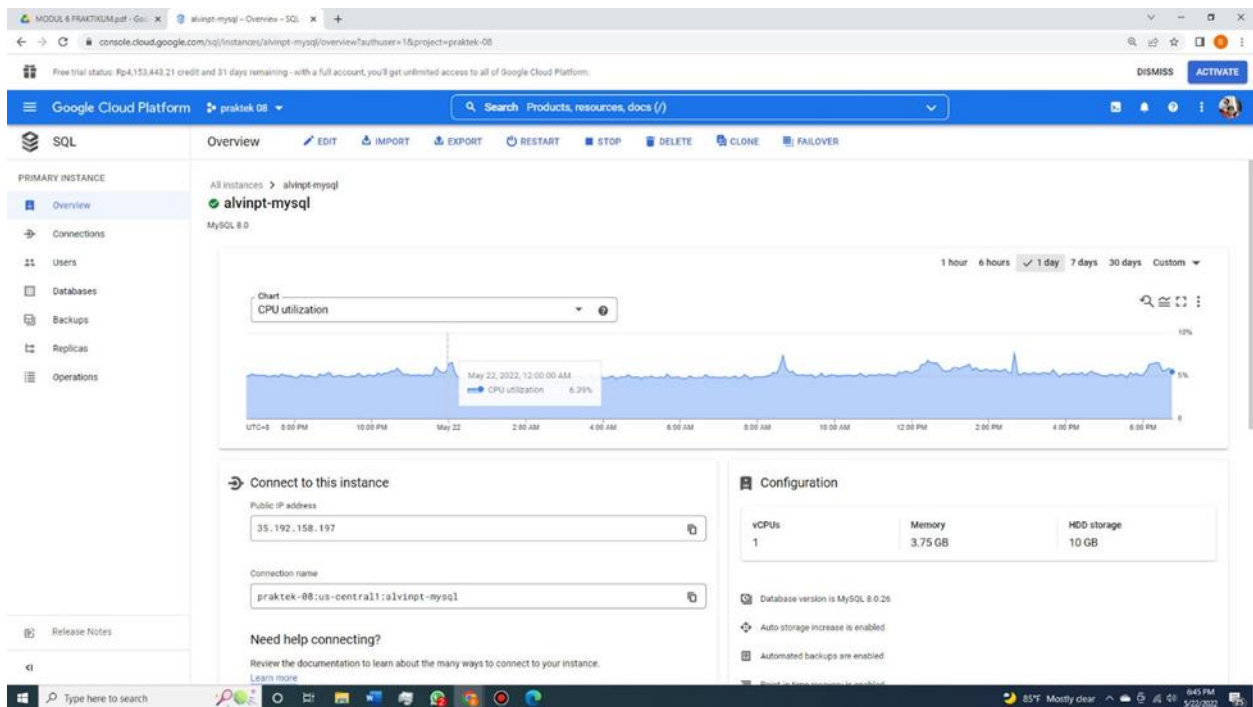 MODUL 6 PRAKTIKUM.pdf - Goo
alvinpt-mysql – Overview – SQL
console.cloud.google.com/sql/instances/alvinpt-mysql/overview?authuser=1&project=praktek-08
Free trial status: Rp4,153,443.21 credit and 31 days remaining - with a full account, you'll get unlimited access to all of Google Cloud Platform.
DISMISS
ACTIVATE
Google Cloud Platform
praktek 08
Search Products, resources, docs (/)
SQL
Overview
EDIT
IMPORT
EXPORT
RESTART
STOP
DELETE
CLONE
FAILOVER
PRIMARY INSTANCE
Overview
Connections
Users
Databases
Backups
Replicas
Operations
Release Notes
All instances > alvinpt-mysql
alvinpt-mysql
MySQL 8.0
1 hour 6 hours 1 day 7 days 30 days Custom
Chart
CPU utilization
10%
May 22, 2022, 12:00:00 AM
CPU utilization 6.39%
5%
0
UTC+8 8:00 PM 10:00 PM May 22 2:00 AM 4:00 AM 6:00 AM 8:00 AM 10:00 AM 12:00 PM 2:00 PM 4:00 PM 6:00 PM
Connect to this instance
Public IP address
35.192.158.197
Connection name
praktek-08:us-central1:alvinpt-mysql
Need help connecting?
Review the documentation to learn about the many ways to connect to your instance.
Learn more
Configuration
vCPUs Memory HDD storage
1 3.75 GB 10 GB
Database version is MySQL 8.0.26
Auto storage increase is enabled
Automated backups are enabled
Point-in-time recovery is enabled
Type here to search
85°F Mostly clear
6:45 PM
5/22/2022